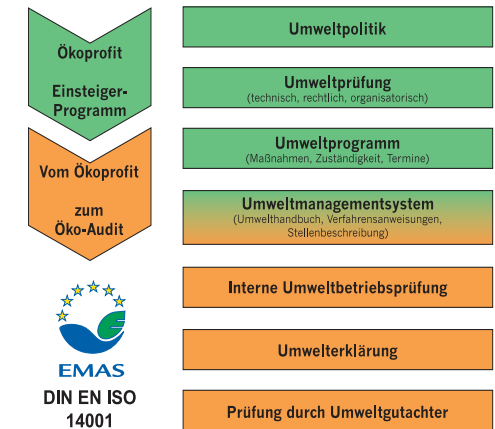 Ökoprofit
Einsteiger-
Programm
Vom Ökoprofit
zum
Öko-Audit
EMAS
DIN EN ISO
14001
Umweltpolitik
Umweltprüfung
(technisch, rechtlich, organisatorisch)
Umweltprogramm
(Maßnahmen, Zuständigkeit, Termine)
Umweltmanagementsystem
(Umwelthandbuch, Verfahrensanweisungen,
Stellenbeschreibung)
Interne Umweltbetriebsprüfung
Umwelterklärung
Prüfung durch Umweltgutachter